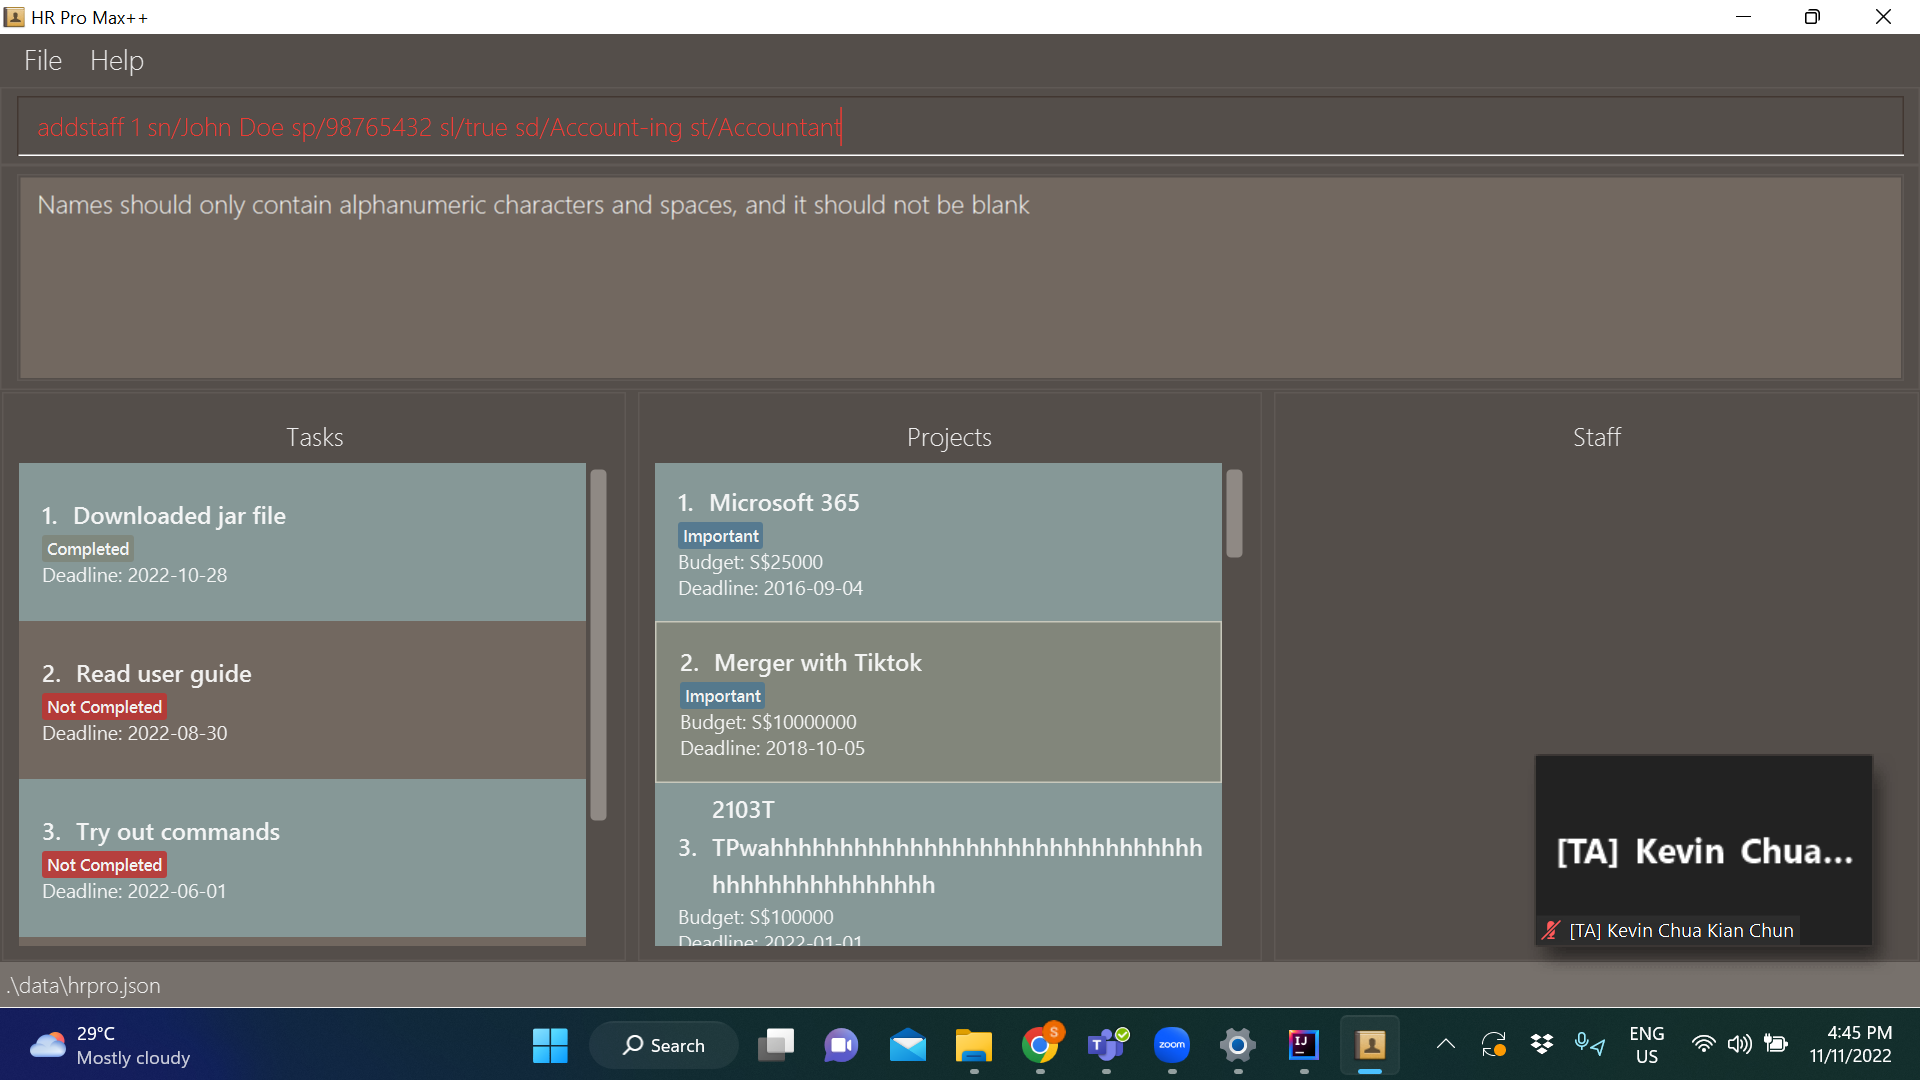 HR Pro Max++
File Help
addstaff 1 sn/John Doe sp/98765432 sl/true sd/Account-ing st/Accountant
Names should only contain alphanumeric characters and spaces, and it should not be blank
Tasks
1. Downloaded jar file
Completed
Deadline: 2022-10-28
2. Read user guide
Not Completed
Deadline: 2022-08-30
3. Try out commands
Not Completed
Deadline: 2022-06-01
Projects
1. Microsoft 365
Important
Budget: S$25000
Deadline: 2016-09-04
2. Merger with Tiktok
Important
Budget: S$10000000
Deadline: 2018-10-05
2103T
3. TPwahhhhhhhhhhhhhhhhhhhhhhhhhhhhhhh
hhhhhhhhhhhhhhhh
Budget: S$100000
Deadline: 2022-01-01
Staff
[TA] Kevin Chua...
[TA] Kevin Chua Kian Chun
.\data\hrpro.json
29°C
Mostly cloudy
Search
S
T
zoom
IJ
ENG
US
4:45 PM
11/11/2022